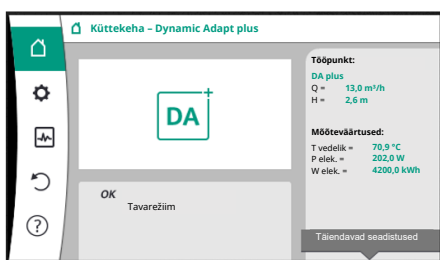 Küttekeha – Dynamic Adapt plus
DA+
OK
Tavarežiim
Tööpunkt:
DA plus
Q = 13,0 m³/h
H = 2,6 m
Mõõteväärtused:
T vedelik = 70,9 °C
P elek. = 202,0 W
W elek. = 4200,0 kWh
Täiendavad seadistused
?